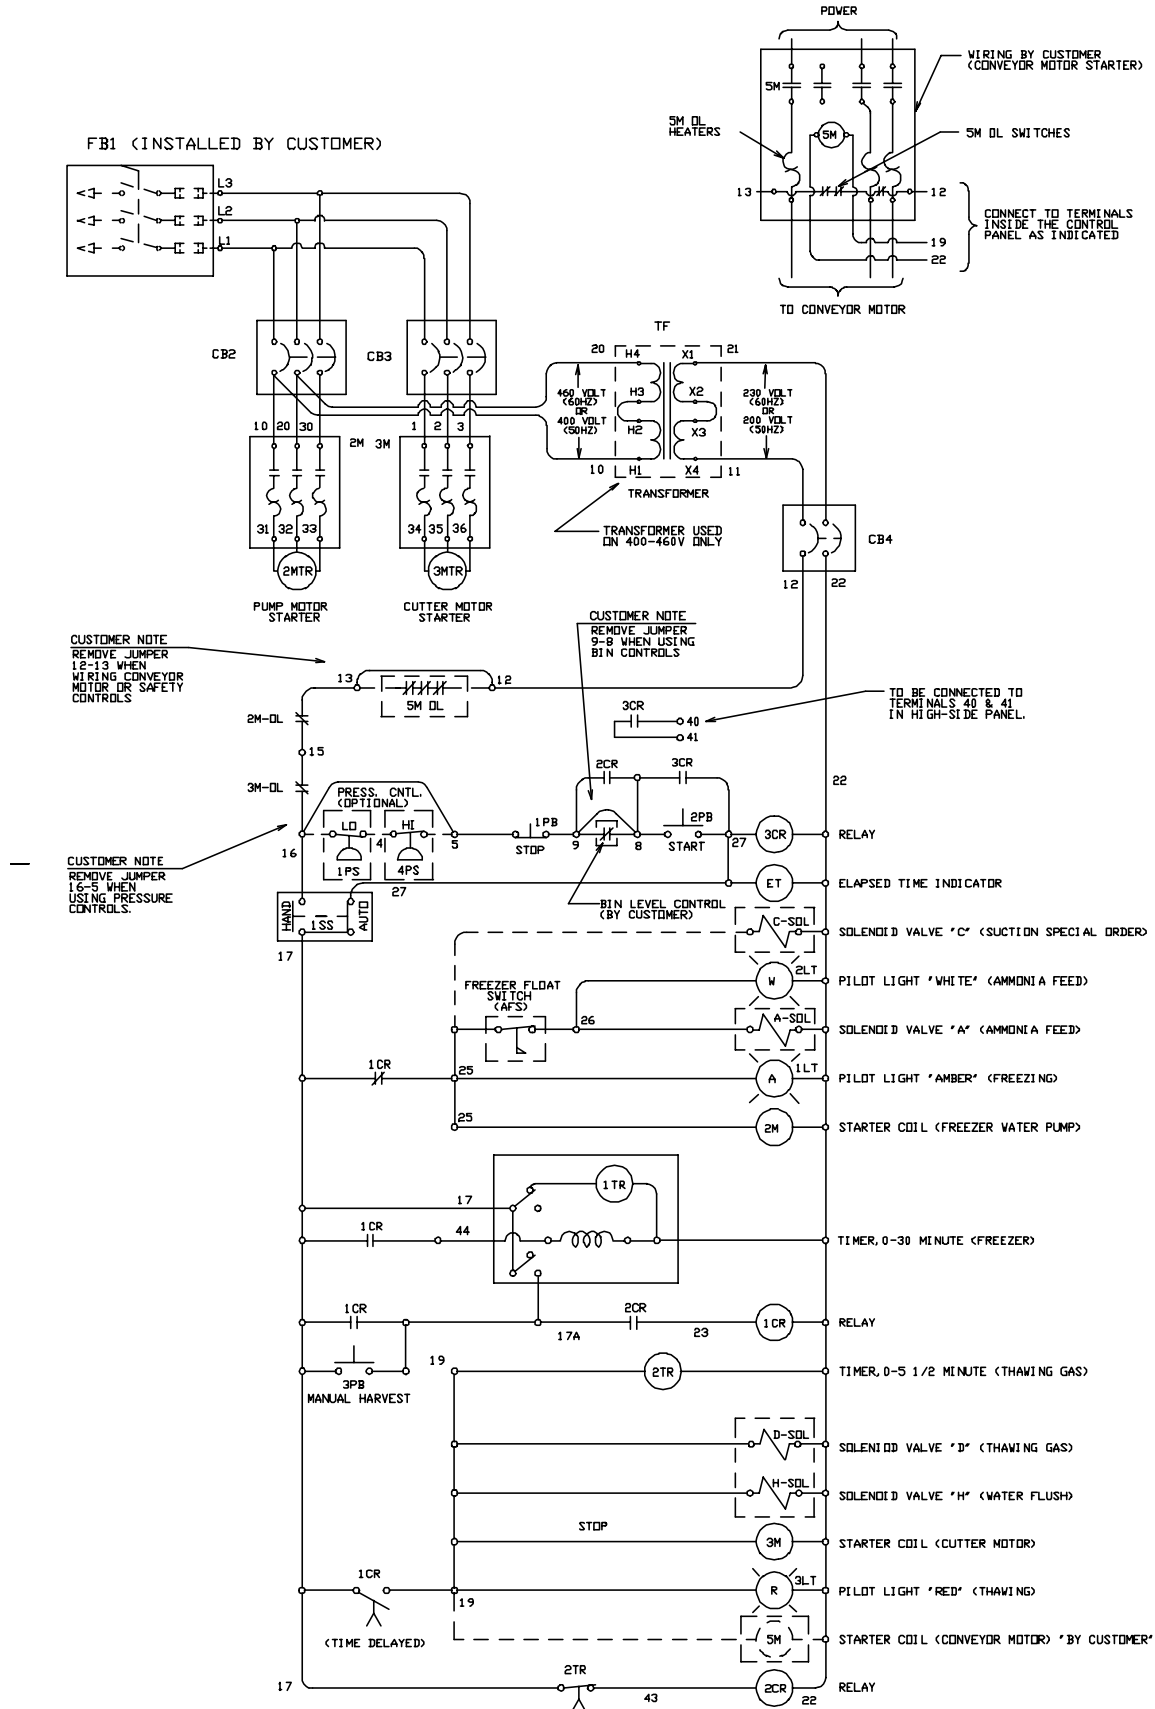 POWER
WIRING BY CUSTOMER
(CONVEYOR MOTOR STARTER)
5M
5M OL
HEATERS
5M
5M OL SWITCHES
FB1 (INSTALLED BY CUSTOMER)
L3
L2
L1
13
12
CONNECT TO TERMINALS
INSIDE THE CONTROL
PANEL AS INDICATED
19
22
TO CONVEYOR MOTOR
CB2
CB3
TF
20
H4
X1
21
H3
X2
H2
X3
10
H1
X4
11
460 VOLT
(60HZ)
OR
400 VOLT
(50HZ)
230 VOLT
(60HZ)
OR
200 VOLT
(50HZ)
TRANSFORMER
TRANSFORMER USED
ON 400-460V ONLY
10 20 30
2M
3M
1 2 3
31 32 33
34 35 36
2MTR
3MTR
PUMP MOTOR
STARTER
CUTTER MOTOR
STARTER
CB4
12
22
CUSTOMER NOTE
REMOVE JUMPER
12-13 WHEN
WIRING CONVEYOR
MOTOR OR SAFETY
CONTROLS
CUSTOMER NOTE
REMOVE JUMPER
9-8 WHEN USING
BIN CONTROLS
13
12
5M OL
3CR
40
41
TO BE CONNECTED TO
TERMINALS 40 & 41
IN HIGH-SIDE PANEL.
2M-OL
15
3M-OL
2CR
3CR
22
PRESS. CNTL.
(OPTIONAL)
LO
HI
1PS
4PS
16
4
5
1PB
STOP
9
8
2PB
START
27
3CR
RELAY
CUSTOMER NOTE
REMOVE JUMPER
16-5 WHEN
USING PRESSURE
CONTROLS.
27
ET
ELAPSED TIME INDICATOR
BIN LEVEL CONTROL
(BY CUSTOMER)
HAND
1SS
AUTO
17
C-SOL
SOLENOID VALVE "C" (SUCTION SPECIAL ORDER)
2LT
W
PILOT LIGHT "WHITE" (AMMONIA FEED)
FREEZER FLOAT
SWITCH
(AFS)
26
A-SOL
SOLENOID VALVE "A" (AMMONIA FEED)
1CR
25
1LT
A
PILOT LIGHT "AMBER" (FREEZING)
25
2M
STARTER COIL (FREEZER WATER PUMP)
17
1TR
1CR
44
TIMER, 0-30 MINUTE (FREEZER)
1CR
17A
2CR
23
1CR
RELAY
3PB
MANUAL HARVEST
19
2TR
TIMER, 0-5 1/2 MINUTE (THAWING GAS)
D-SOL
SOLENIOD VALVE "D" (THAWING GAS)
H-SOL
SOLENOID VALVE "H" (WATER FLUSH)
STOP
3M
STARTER COIL (CUTTER MOTOR)
1CR
(TIME DELAYED)
19
3LT
R
PILOT LIGHT "RED" (THAWING)
5M
STARTER COIL (CONVEYOR MOTOR) "BY CUSTOMER"
17
2TR
43
2CR
22
RELAY